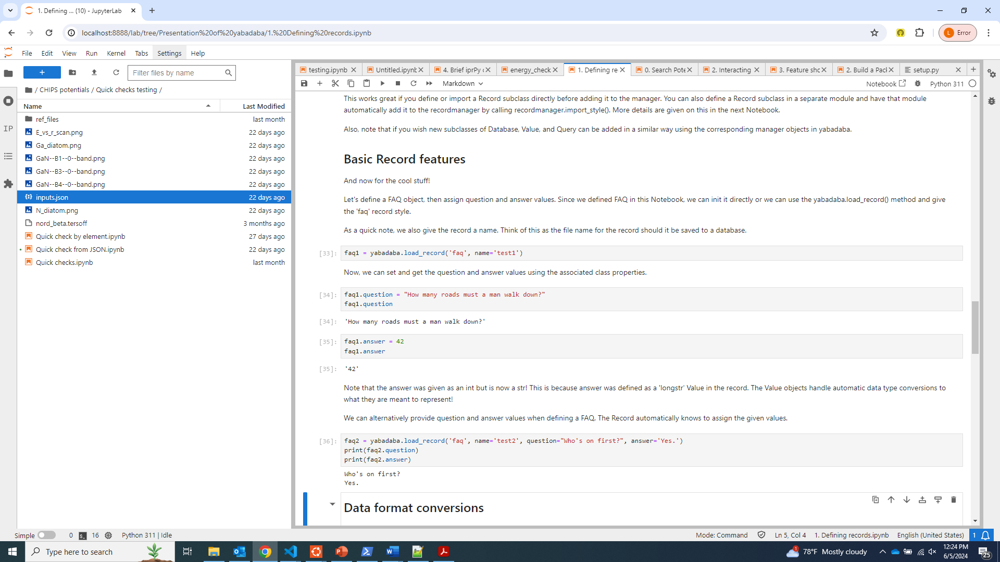 1. Defining ... (10) - JupyterLab
localhost:8888/lab/tree/Presentation%20of%20yabadaba/1.%20Defining%20records.ipynb
L Error
File Edit View Run Kernel Tabs Settings Help
Filter files by name
/ CHIPS potentials / Quick checks testing /
Name Last Modified
ref_files last month
E_vs_r_scan.png 22 days ago
Ga_diatom.png 22 days ago
GaN--B1--0--band.png 22 days ago
GaN--B3--0--band.png 22 days ago
GaN--B4--0--band.png 22 days ago
inputs.json 22 days ago
N_diatom.png 22 days ago
nord_beta.tersoff 3 months ago
Quick check by element.ipynb 27 days ago
Quick check from JSON.ipynb 22 days ago
Quick checks.ipynb last month
IP
testing.ipynb Untitled.ipynb 4. Brief iprPy energy_check 1. Defining re 0. Search Pote 2. Interacting 3. Feature sho 2. Build a Pack setup.py
Markdown Notebook Python 311
This works great if you define or import a Record subclass directly before adding it to the manager. You can also define a Record subclass in a separate module and have that module
automatically add it to the recordmanager by calling recordmanager.import_style(). More details are given on this in the next Notebook.
Also, note that if you wish new subclasses of Database, Value, and Query can be added in a similar way using the corresponding manager objects in yabadaba.
Basic Record features
And now for the cool stuff!
Let's define a FAQ object, then assign question and answer values. Since we defined FAQ in this Notebook, we can init it directly or we can use the yabadaba.load_record() method and give
the 'faq' record style.
As a quick note, we also give the record a name. Think of this as the file name for the record should it be saved to a database.
[33]: faq1 = yabadaba.load_record('faq', name='test1')
Now, we can set and get the question and answer values using the associated class properties.
[34]: faq1.question = "How many roads must a man walk down?"
faq1.question
[34]: 'How many roads must a man walk down?'
[35]: faq1.answer = 42
faq1.answer
[35]: '42'
Note that the answer was given as an int but is now a str! This is because answer was defined as a 'longstr' Value in the record. The Value objects handle automatic data type conversions to
what they are meant to represent!
We can alternatively provide question and answer values when defining a FAQ. The Record automatically knows to assign the given values.
[36]: faq2 = yabadaba.load_record('faq', name='test2', question="Who's on first?", answer='Yes.')
print(faq2.question)
print(faq2.answer)
Who's on first?
Yes.
Data format conversions
Simple 0 16 Python 311 | Idle Mode: Command Ln 5, Col 4 1. Defining records.ipynb English (United States) 1
Type here to search
1 78°F Mostly cloudy
12:24 PM
6/5/2024
25